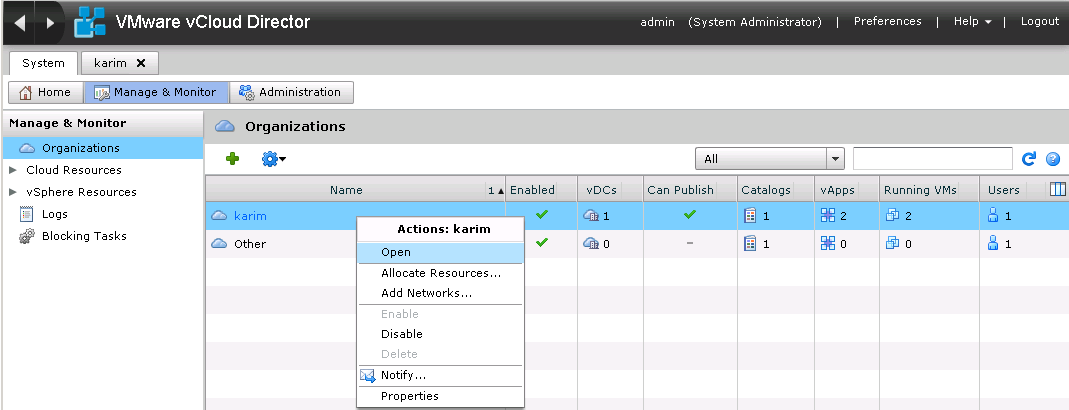 VMware vCloud Director
admin (System Administrator) | Preferences | Help | Logout
System
karim
Home
Manage & Monitor
Administration
Manage & Monitor
Organizations
Cloud Resources
vSphere Resources
Logs
Blocking Tasks
Organizations
All
Name 1 Enabled vDCs Can Publish Catalogs vApps Running VMs Users
karim 1 1 2 2 1
Other 0 – 1 0 0 1
Actions: karim
Open
Allocate Resources...
Add Networks...
Enable
Disable
Delete
Notify...
Properties